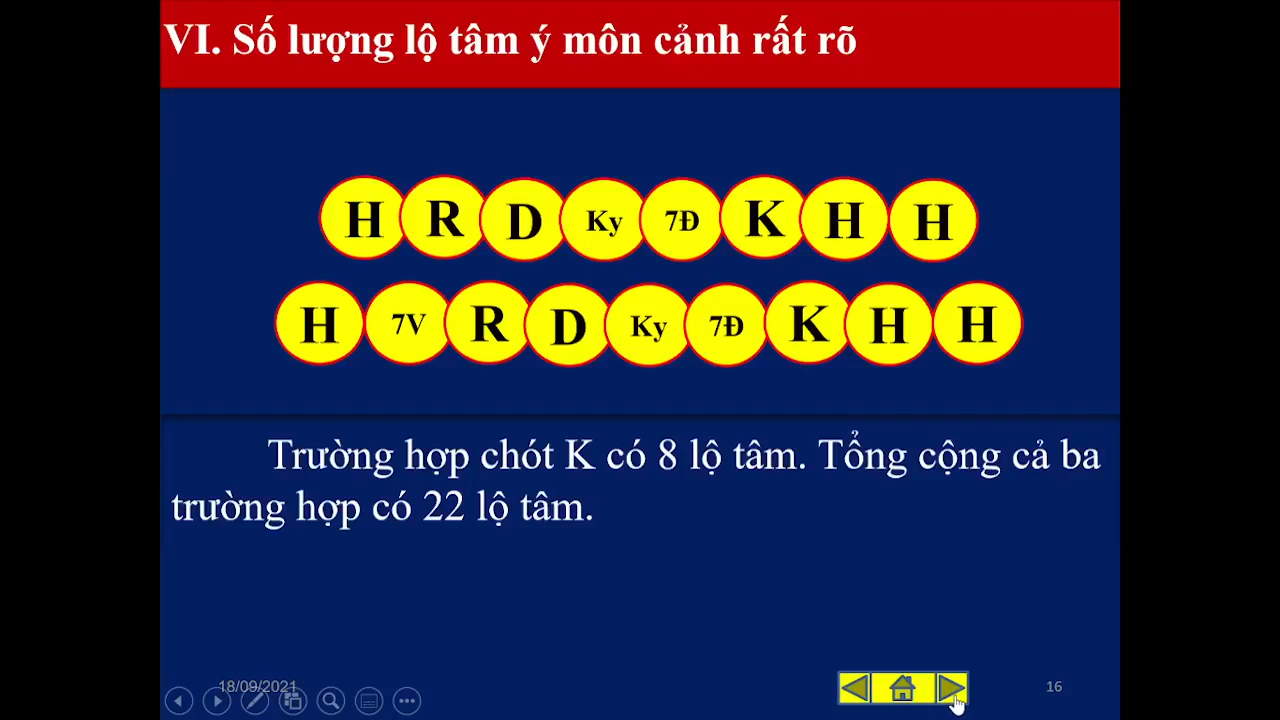 VI. Số lượng lộ tâm ý môn cảnh rất rõ
H R D Ky 7Đ K H H
H 7V R D Ky 7Đ K H H
Trường hợp chót K có 8 lộ tâm. Tổng cộng cả ba
trường hợp có 22 lộ tâm.
18/09/2021
16